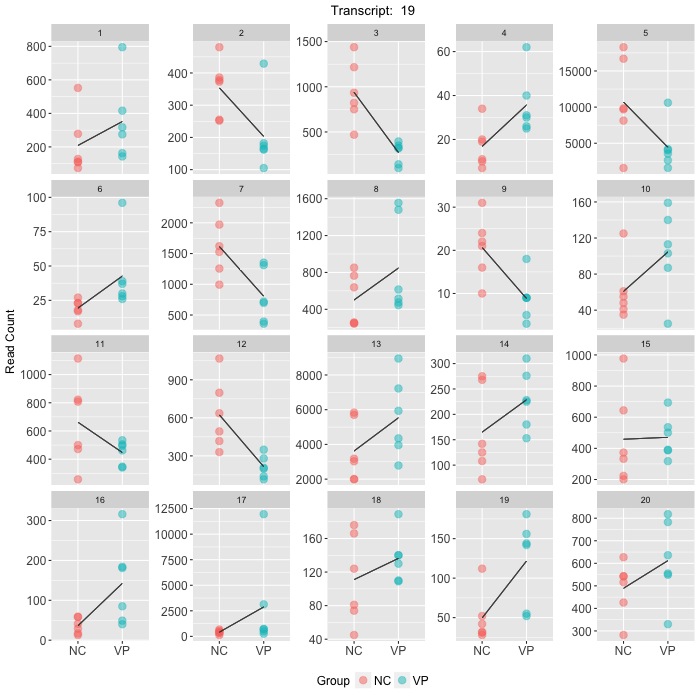 Transcript: 19
1 2 3 4 5
800 600 400 200
400 300 200 100
1500 1000 500
60 40 20
15000 10000 5000
6 7 8 9 10
100 75 50 25
2000 1500 1000 500
1600 1200 800 400
30 20 10
160 120 80 40
Read Count
11 12 13 14 15
1000 800 600 400
900 600 300
8000 6000 4000 2000
300 250 200 150 100
1000 800 600 400 200
16 17 18 19 20
300 200 100 0
12500 10000 7500 5000 2500 0
160 120 80 40
150 100 50
800 700 600 500 400 300
NC VP NC VP NC VP NC VP NC VP
Group NC VP